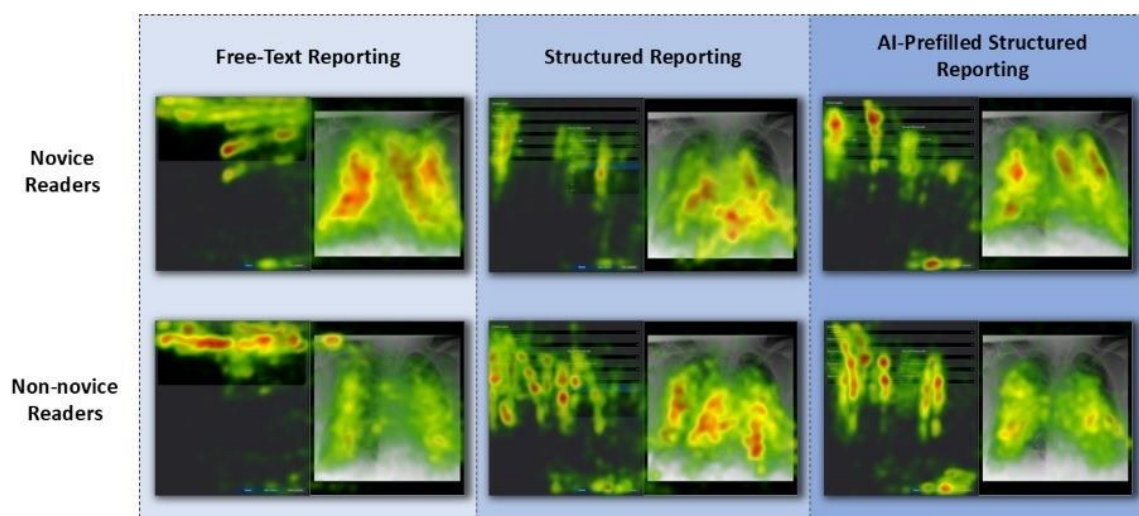 Free-Text Reporting
Structured Reporting
AI-Prefilled Structured
Reporting
Novice
Readers
Non-novice
Readers